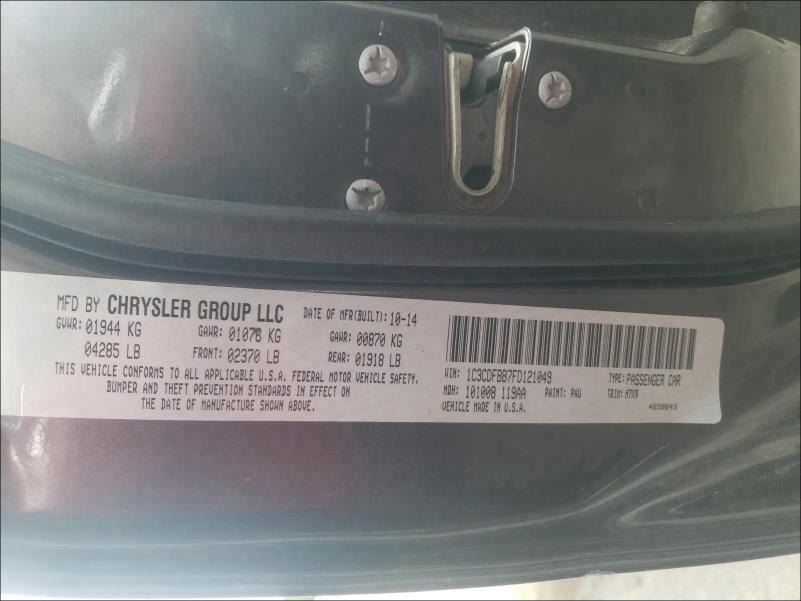 MFD BY CHRYSLER GROUP LLC DATE OF MFR(BUILT): 10-14
GVWR: 01944 KG GAWR: 01076 KG GAWR: 00870 KG
04285 LB FRONT: 02370 LB REAR: 01918 LB
THIS VEHICLE CONFORMS TO ALL APPLICABLE U.S.A. FEDERAL MOTOR VEHICLE SAFETY,
BUMPER AND THEFT PREVENTION STANDARDS IN EFFECT ON
THE DATE OF MANUFACTURE SHOWN ABOVE.
VIN: 1C3CDFBB7FD121049 TYPE: PASSENGER CAR
MDH: 101008 119AA PAINT: PAU TRIM: M7X9
VEHICLE MADE IN U.S.A. 4658843